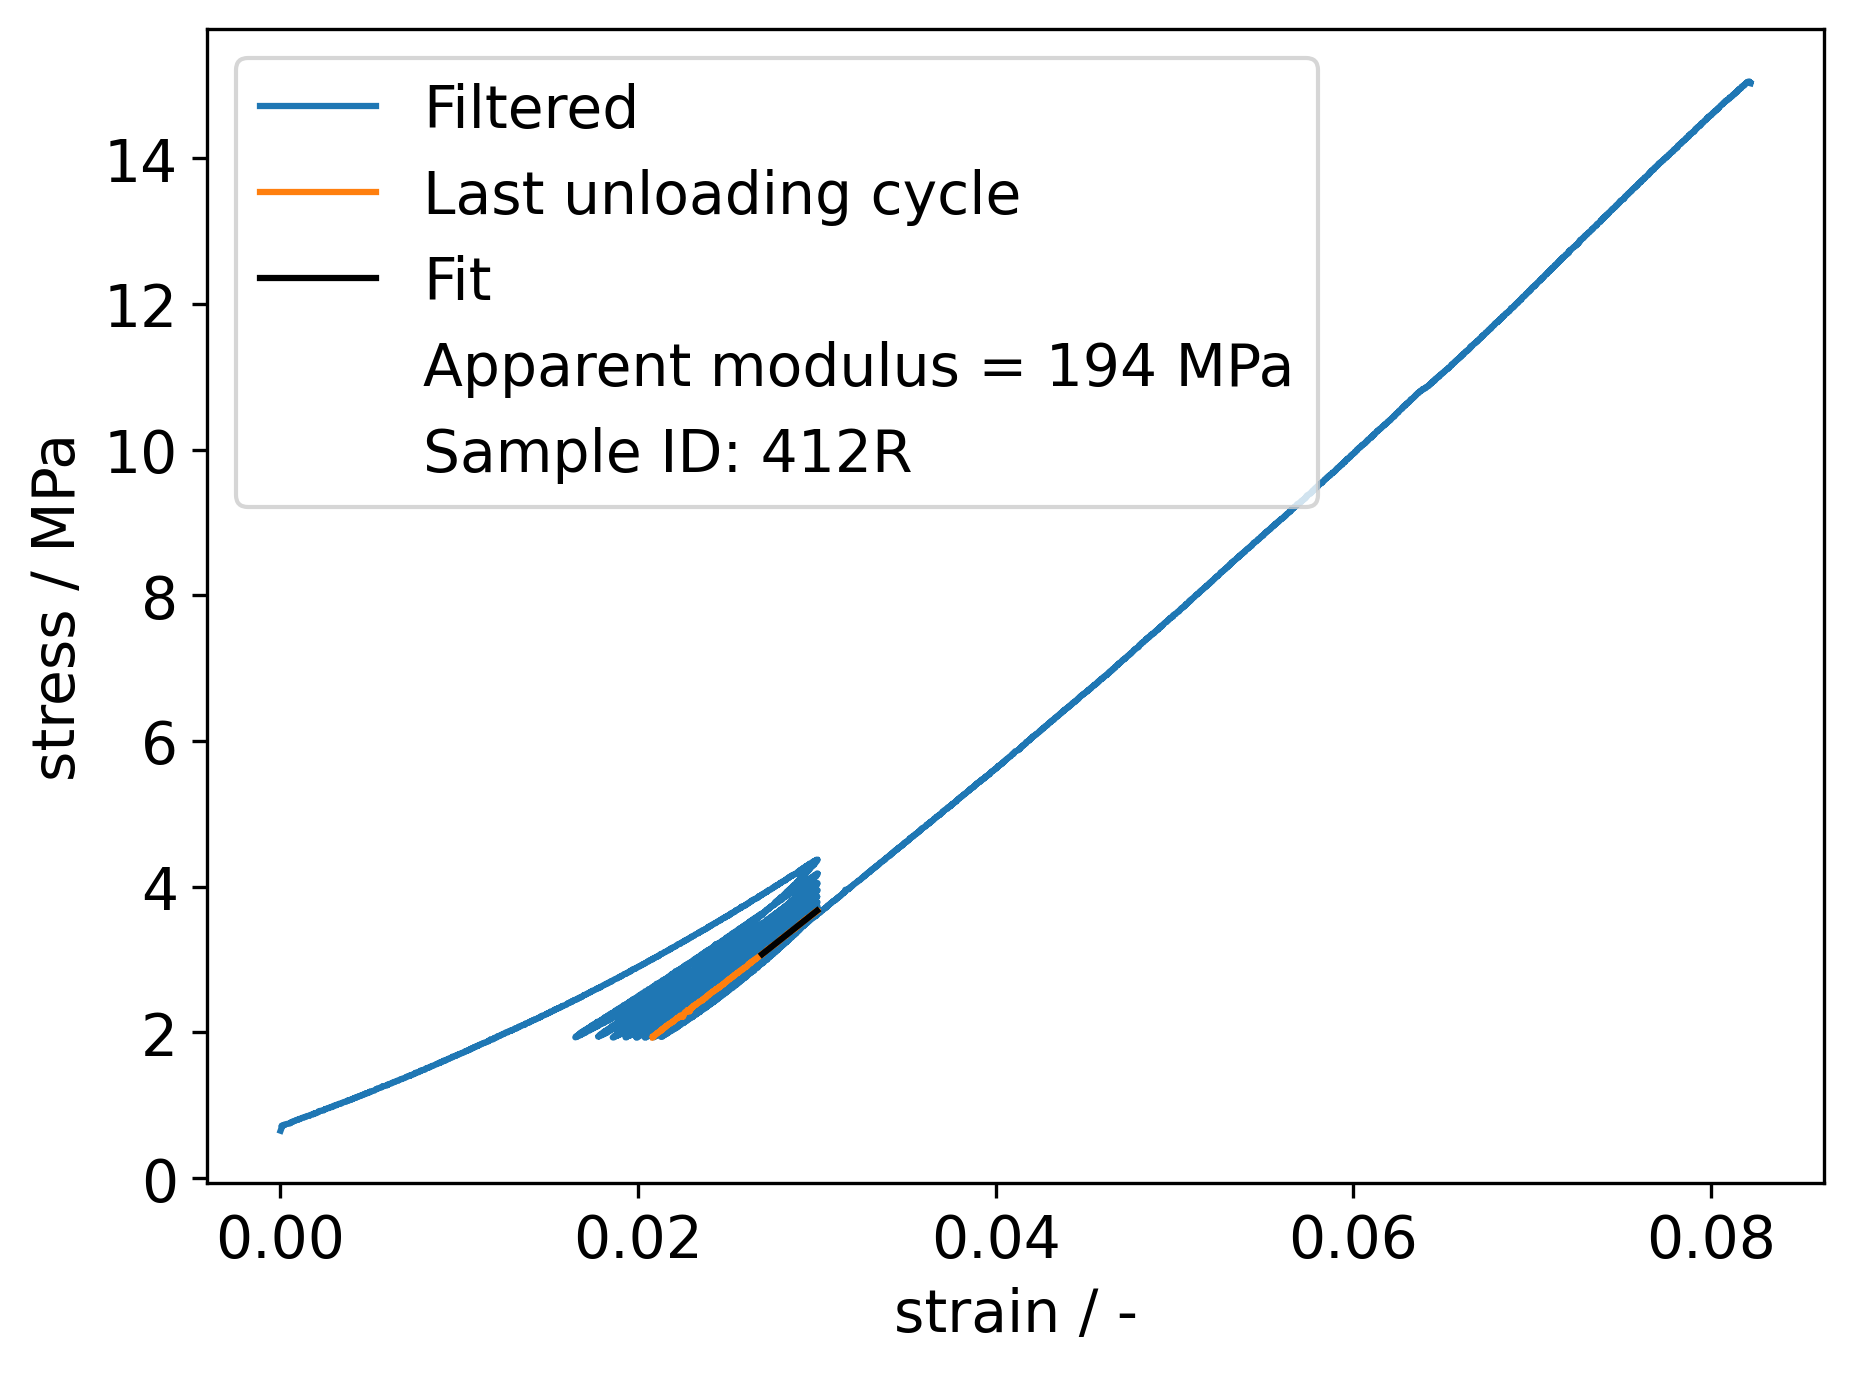 Filtered
Last unloading cycle
Fit
Apparent modulus = 194 MPa
Sample ID: 412R
stress / MPa
14
12
10
8
6
4
2
0
0.00 0.02 0.04 0.06 0.08
strain / -